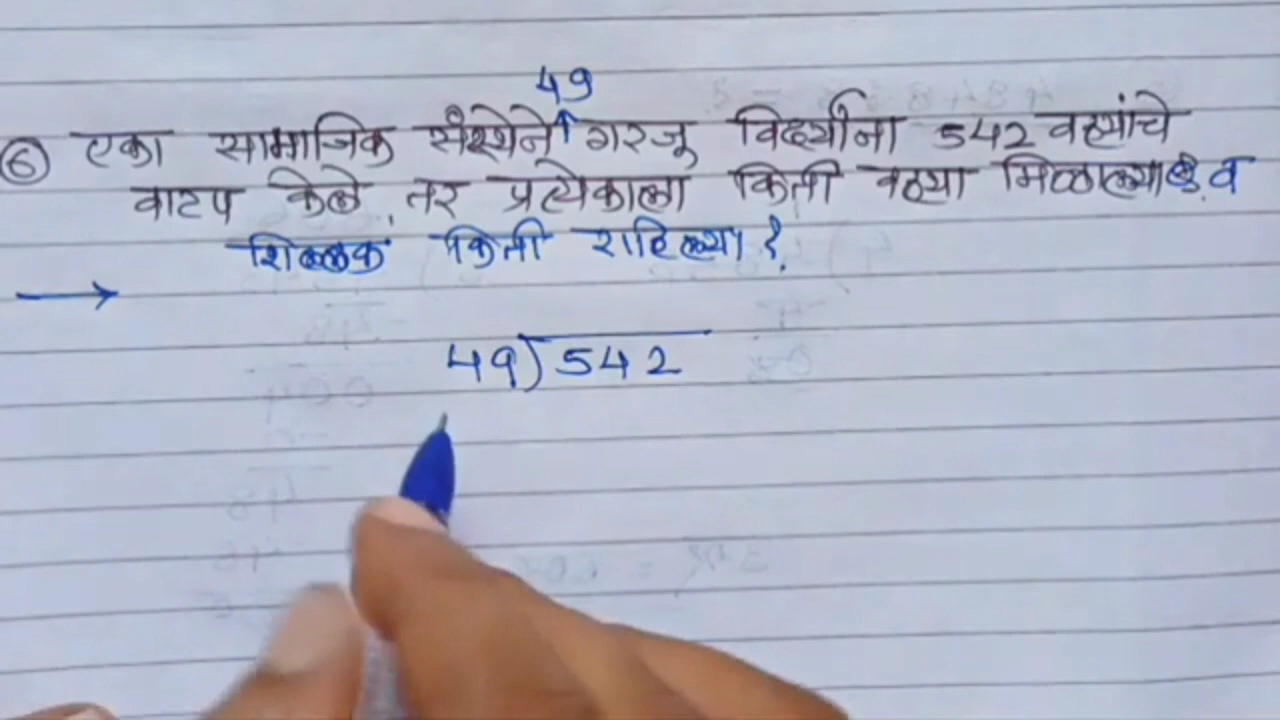 49
⑥ एका सामाजिक संस्थेने ↑ गरजू विद्यार्थींना 542 वह्यांचे
वाटप केले, तर प्रत्येकाला किती वह्या मिळाल्या व
शिल्लक किती राहिल्या ?
→
49)542